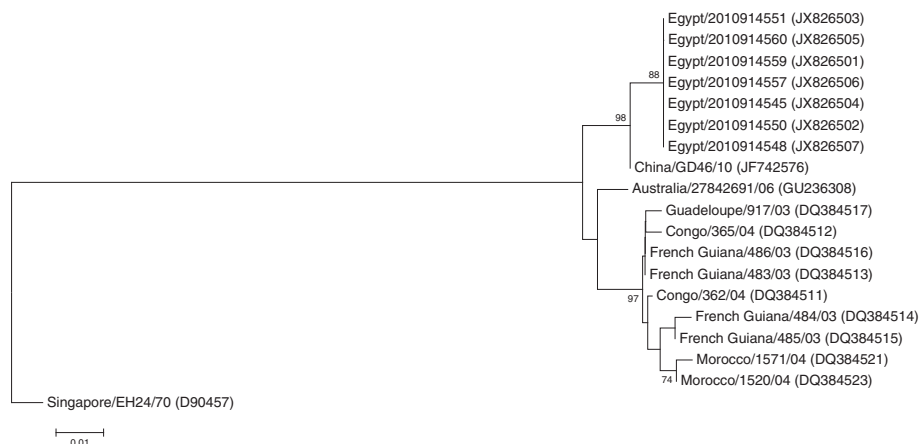 Egypt/2010914551 (JX826503)
Egypt/2010914560 (JX826505)
Egypt/2010914559 (JX826501)
88
Egypt/2010914557 (JX826506)
Egypt/2010914545 (JX826504)
98
Egypt/2010914550 (JX826502)
Egypt/2010914548 (JX826507)
China/GD46/10 (JF742576)
Australia/27842691/06 (GU236308)
Guadeloupe/917/03 (DQ384517)
Congo/365/04 (DQ384512)
French Guiana/486/03 (DQ384516)
French Guiana/483/03 (DQ384513)
97
Congo/362/04 (DQ384511)
French Guiana/484/03 (DQ384514)
French Guiana/485/03 (DQ384515)
Morocco/1571/04 (DQ384521)
74
Morocco/1520/04 (DQ384523)
Singapore/EH24/70 (D90457)
0.01